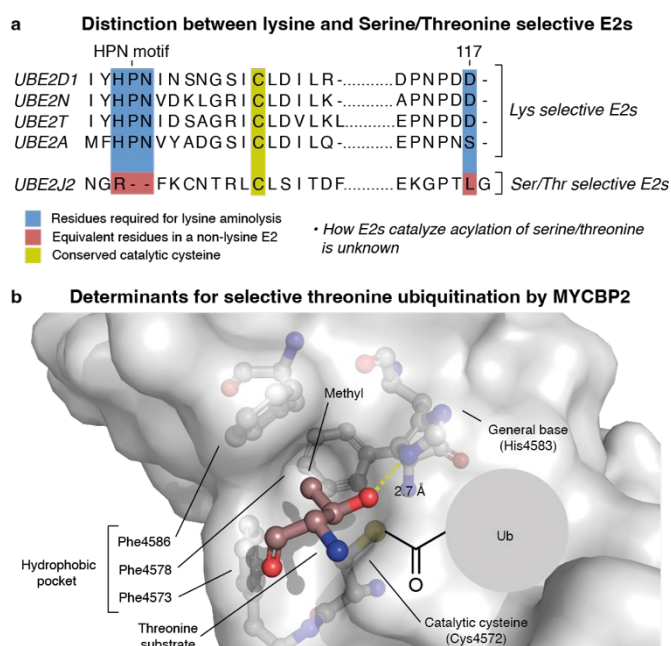 a Distinction between lysine and Serine/Threonine selective E2s
HPN motif
117
UBE2D1 I Y H P N I N S N G S I C L D I L R -.......... D P N P D D -
UBE2N I Y H P N V D K L G R I C L D I L K -.......... A P N P D D -
UBE2T I Y H P N I D S A G R I C L D V L K L .......... E P N P D D -
UBE2A M F H P N V Y A D G S I C L D I L Q -.......... E P N P N S -
Lys selective E2s
UBE2J2 N G R - - F K C N T R L C L S I T D F .......... E K G P T L G
Ser/Thr selective E2s
Residues required for lysine aminolysis
Equivalent residues in a non-lysine E2
Conserved catalytic cysteine
• How E2s catalyze acylation of serine/threonine
is unknown
b Determinants for selective threonine ubiquitination by MYCBP2
Methyl
General base
(His4583)
2.7 Å
Hydrophobic
pocket
Phe4586
Phe4578
Phe4573
Ub
O
Threonine
substrate
Catalytic cysteine
(Cys4572)